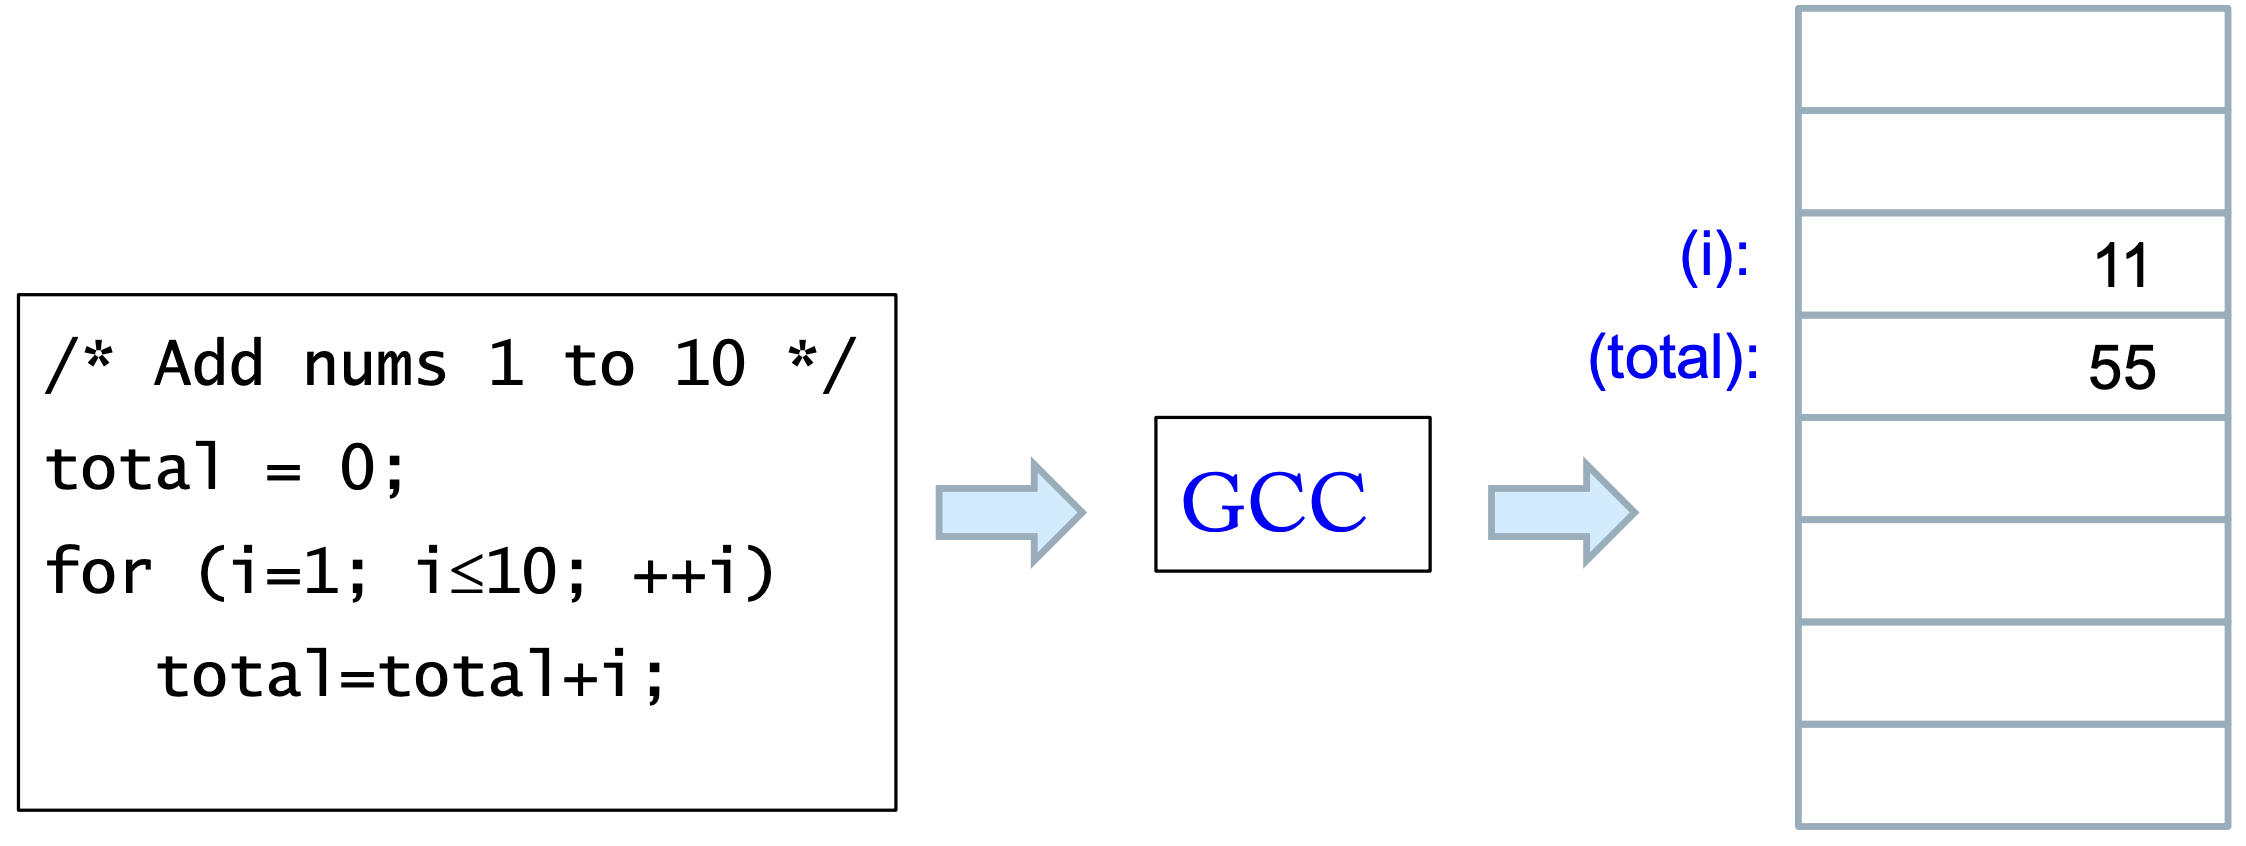 /* Add nums 1 to 10 */
total = 0;
for (i=1; i≤10; ++i)
total=total+i;
GCC
(i): 11
(total): 55